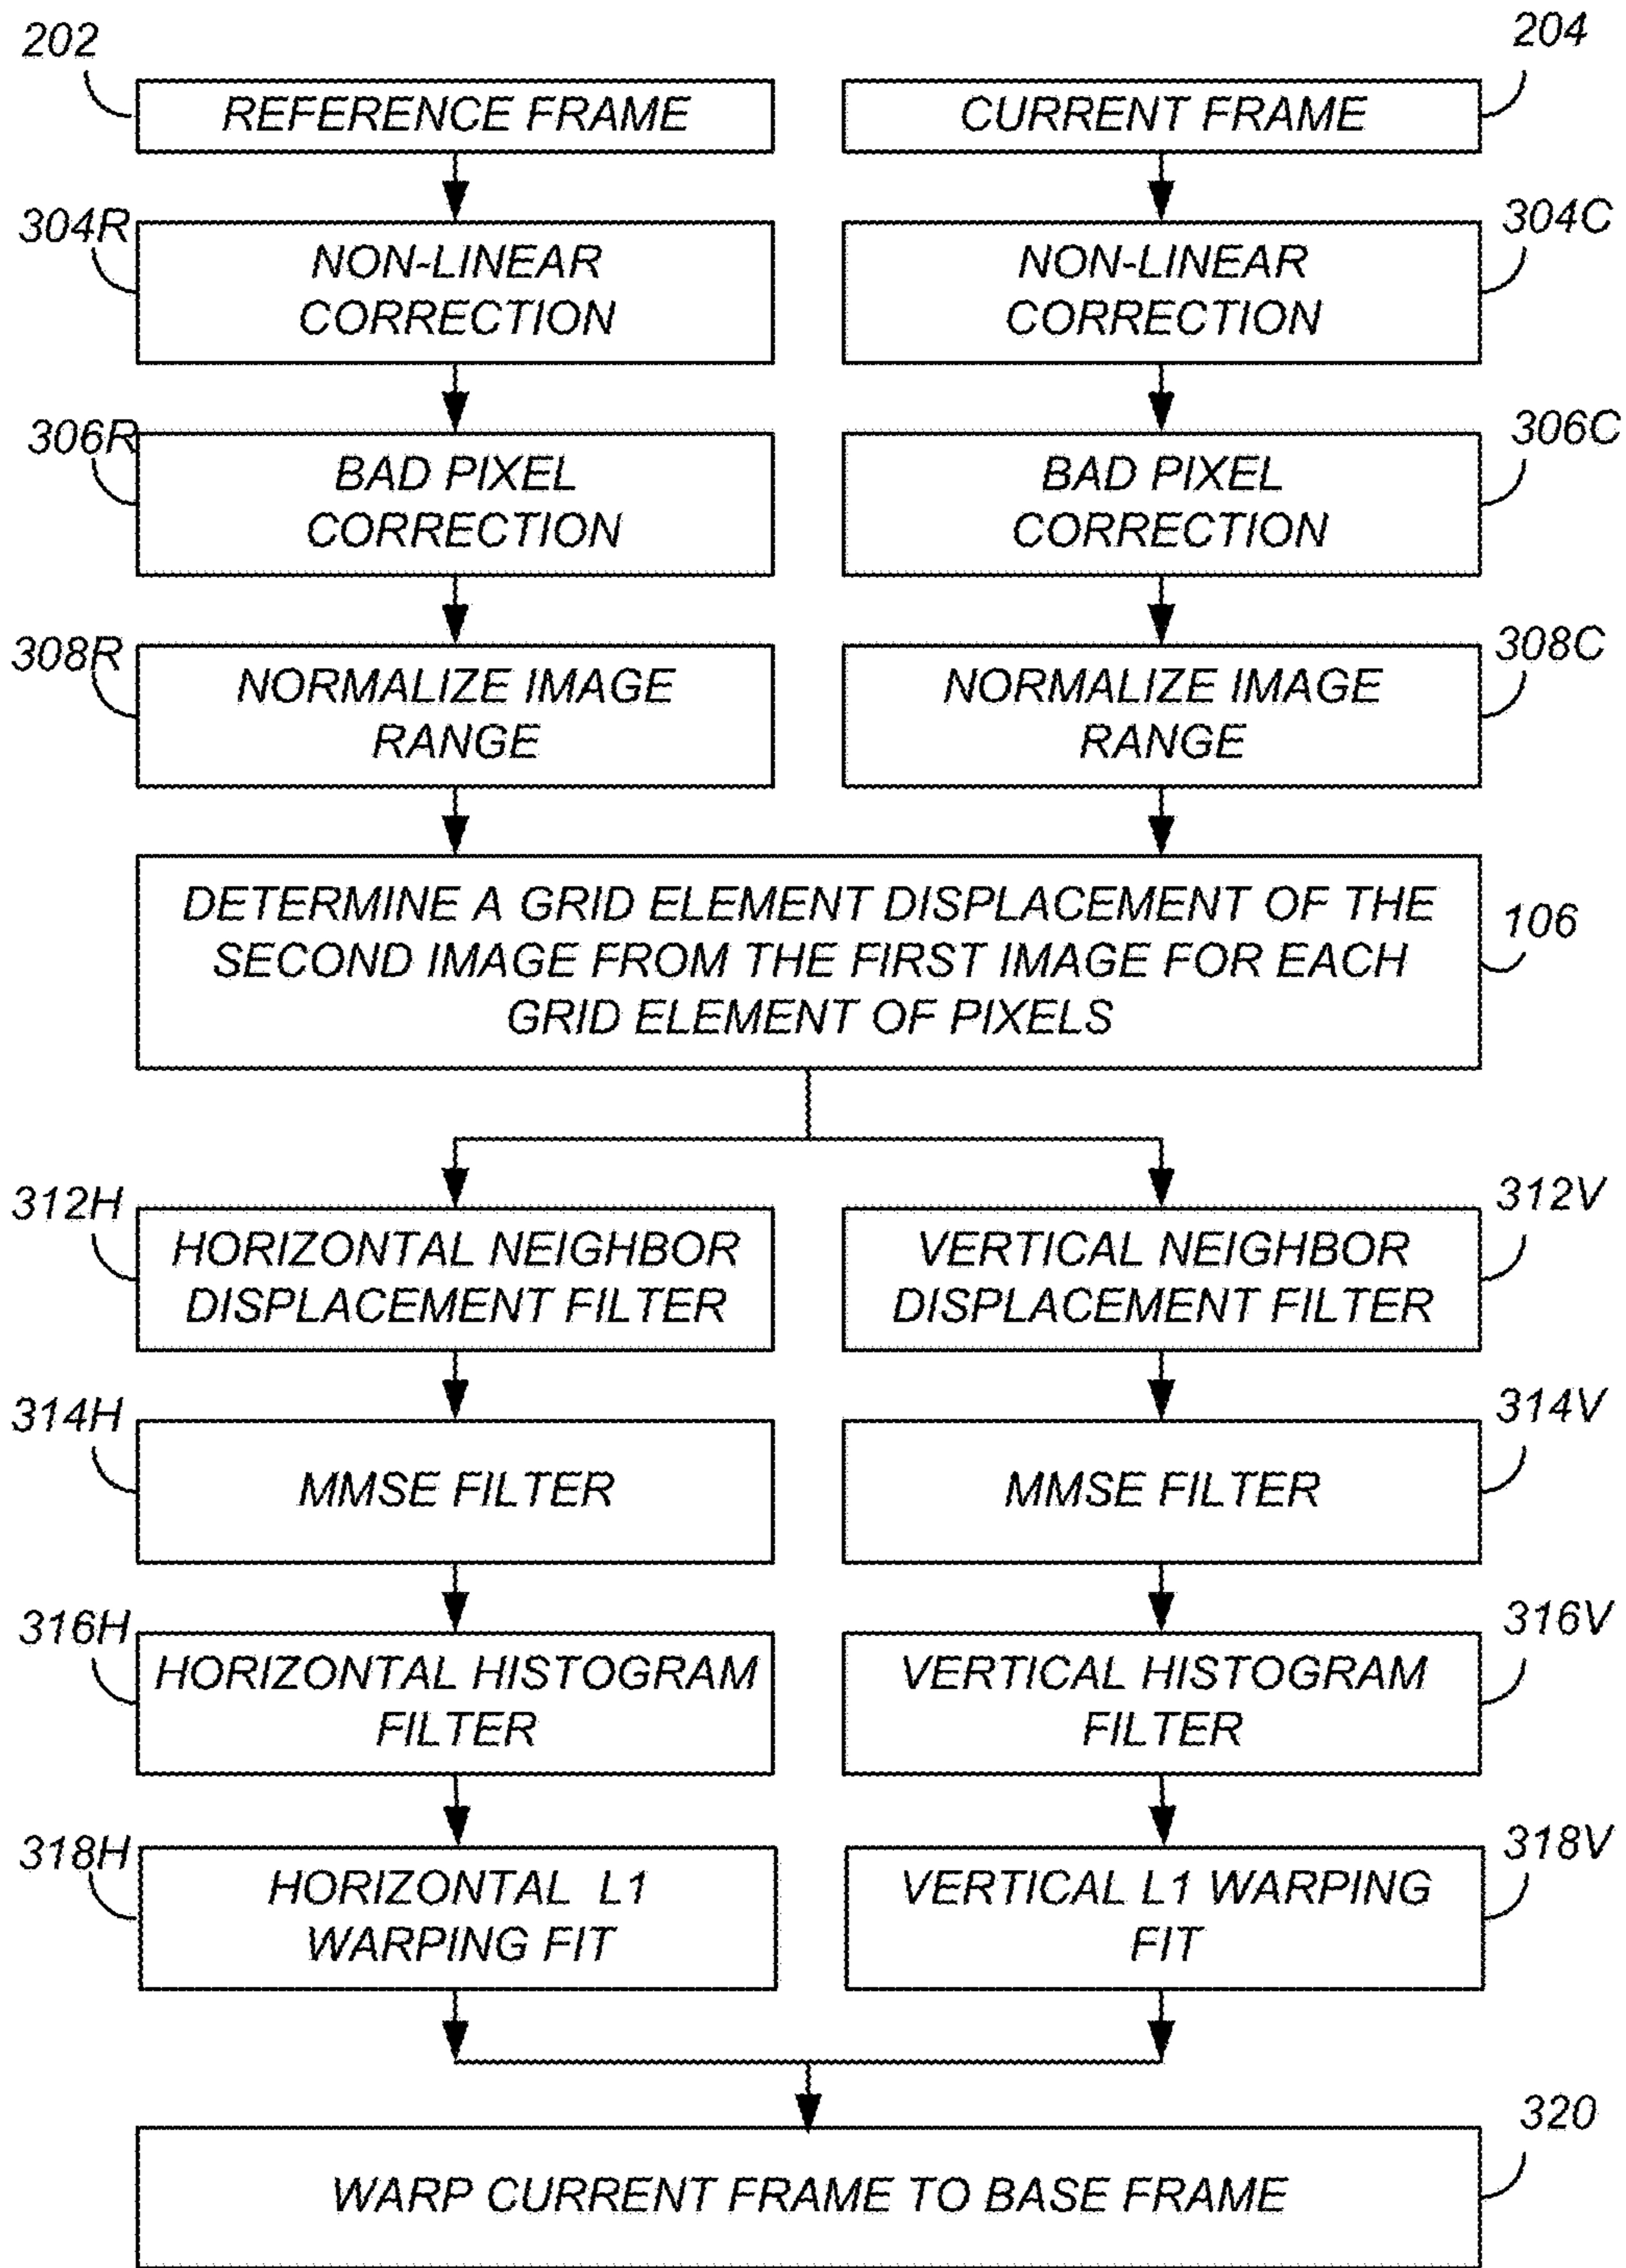 202
204
REFERENCE FRAME
CURRENT FRAME
304R
304C
NON-LINEAR
CORRECTION
NON-LINEAR
CORRECTION
306R
306C
BAD PIXEL
CORRECTION
BAD PIXEL
CORRECTION
308R
308C
NORMALIZE IMAGE
RANGE
NORMALIZE IMAGE
RANGE
DETERMINE A GRID ELEMENT DISPLACEMENT OF THE
SECOND IMAGE FROM THE FIRST IMAGE FOR EACH
GRID ELEMENT OF PIXELS
106
312H
312V
HORIZONTAL NEIGHBOR
DISPLACEMENT FILTER
VERTICAL NEIGHBOR
DISPLACEMENT FILTER
314H
314V
MMSE FILTER
MMSE FILTER
316H
316V
HORIZONTAL HISTOGRAM
FILTER
VERTICAL HISTOGRAM
FILTER
318H
318V
HORIZONTAL L1
WARPING FIT
VERTICAL L1 WARPING
FIT
320
WARP CURRENT FRAME TO BASE FRAME